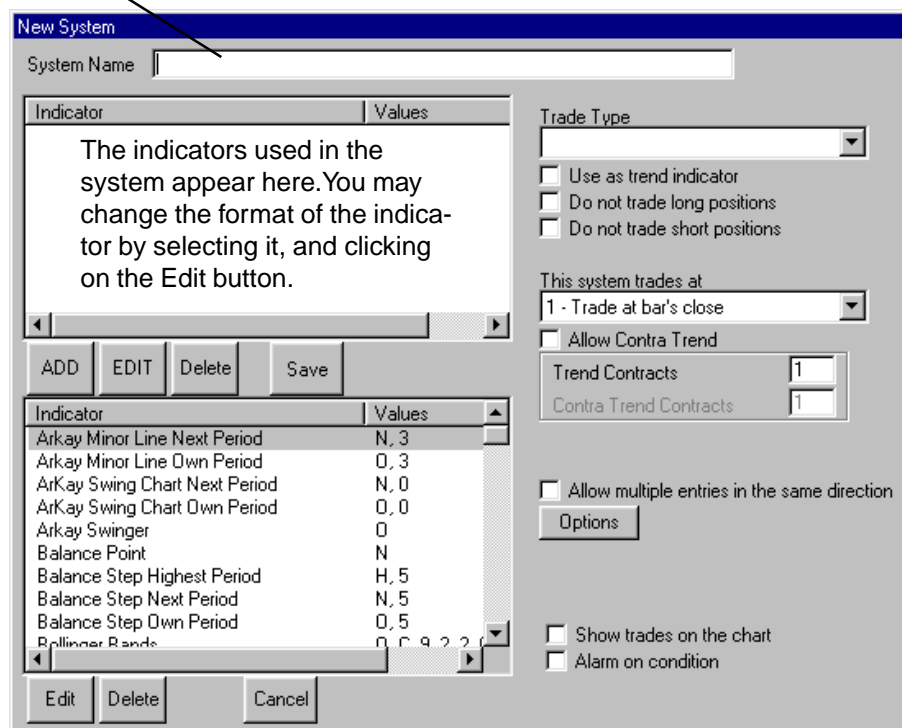 New System
System Name
Indicator Values
The indicators used in the
system appear here.You may
change the format of the indica-
tor by selecting it, and clicking
on the Edit button.
ADD EDIT Delete Save
Indicator Values
Arkay Minor Line Next Period N, 3
Arkay Minor Line Own Period O, 3
ArKay Swing Chart Next Period N, 0
ArKay Swing Chart Own Period O, 0
Arkay Swinger O
Balance Point N
Balance Step Highest Period H, 5
Balance Step Next Period N, 5
Balance Step Own Period O, 5
Bollinger Bands O, C, 9, 2, 2,
Edit Delete Cancel
Trade Type
Use as trend indicator
Do not trade long positions
Do not trade short positions
This system trades at
1 - Trade at bar's close
Allow Contra Trend
Trend Contracts 1
Contra Trend Contracts 1
Allow multiple entries in the same direction
Options
Show trades on the chart
Alarm on condition